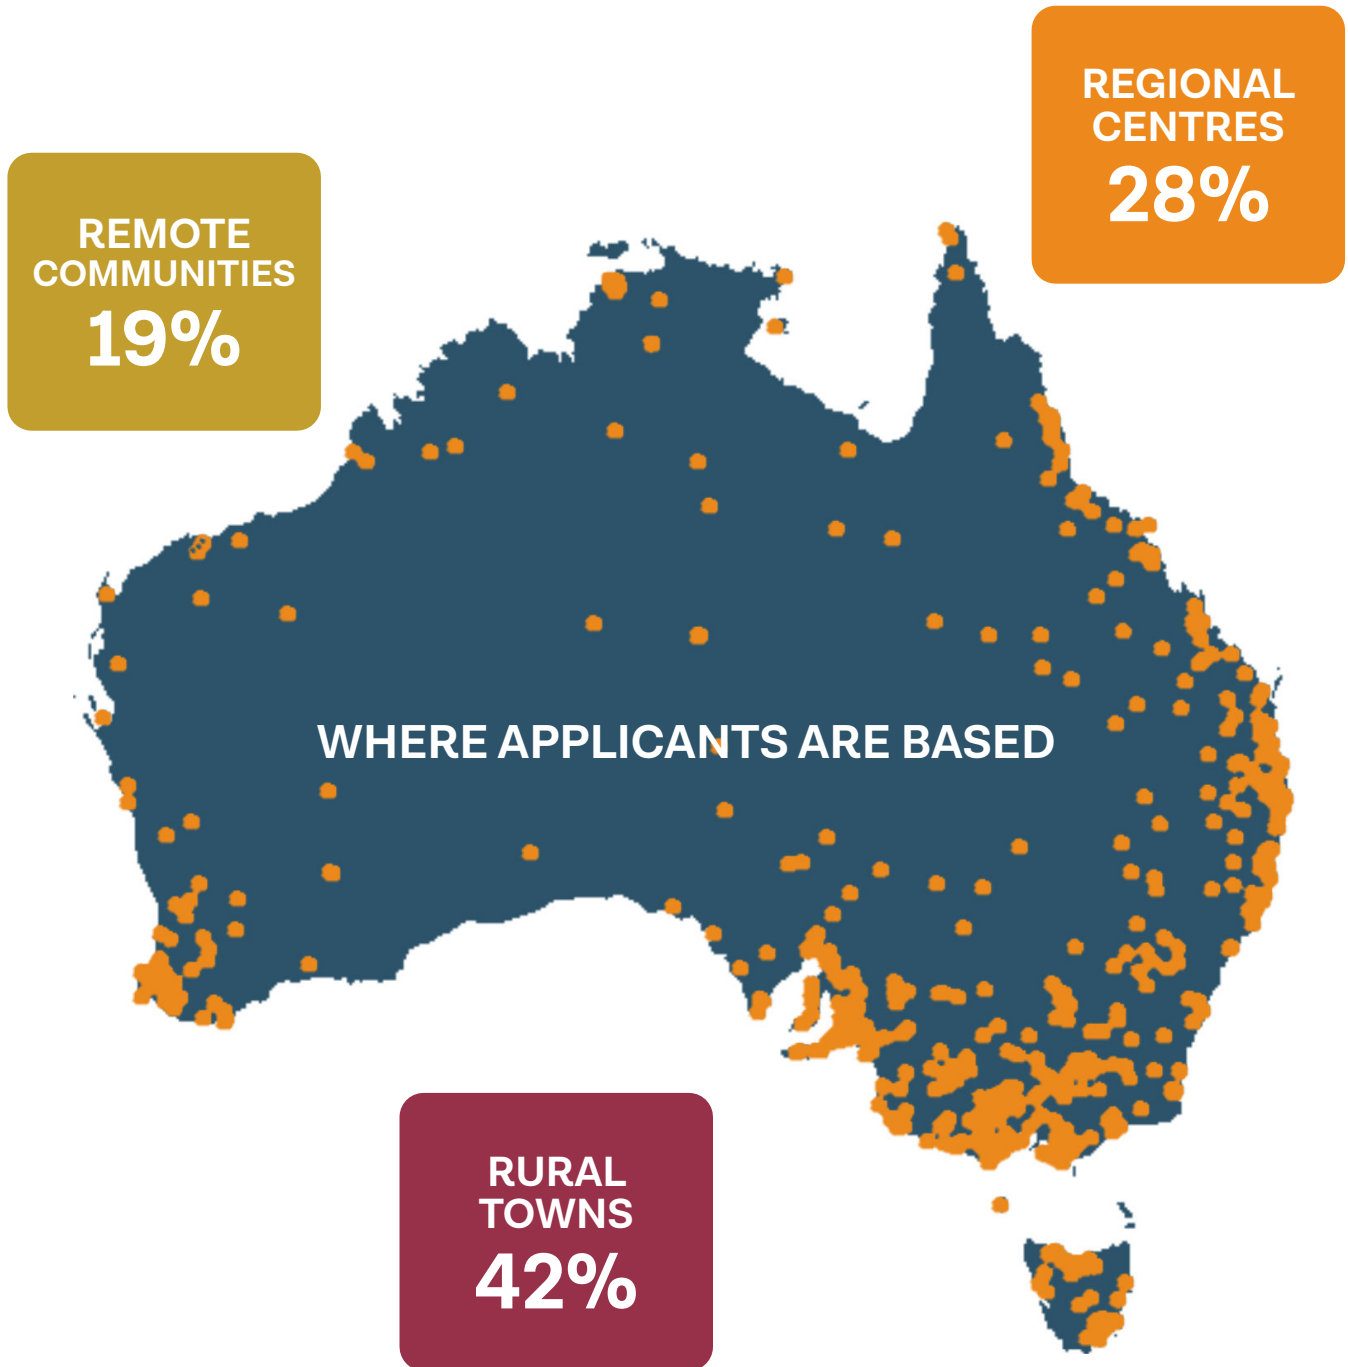 REGIONAL
CENTRES
28%
REMOTE
COMMUNITIES
19%
WHERE APPLICANTS ARE BASED
RURAL
TOWNS
42%